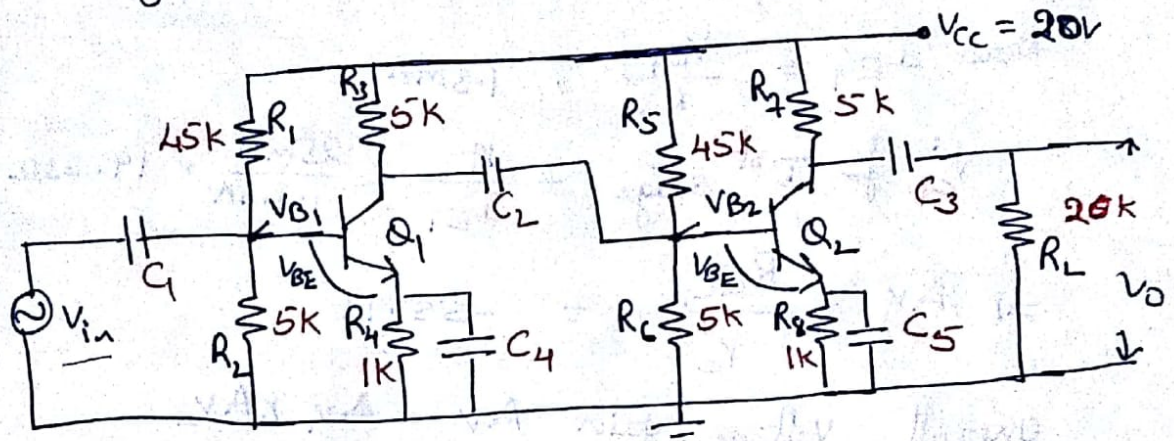 VCC = 20V
R3
5K
R1
45K
R5
45K
R7
5K
C2
C3
VB1
VB2
Q1
Q2
C1
VBE
VBE
20K
RL
Vin
5K
R2
R4
1K
C4
R6
5K
R8
1K
C5
V0